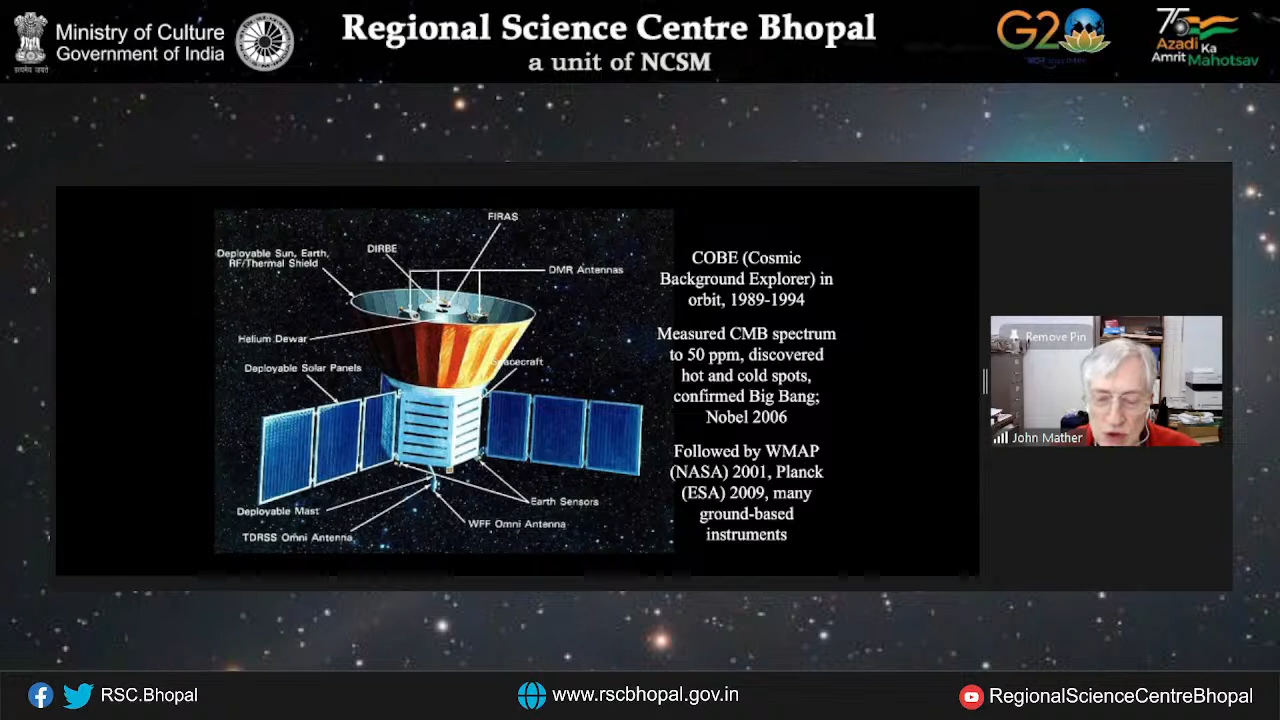 Ministry of Culture
Government of India
सत्यमेव जयते
Regional Science Centre Bhopal
a unit of NCSM
G20
75
Azadi Ka
Amrit Mahotsav
FIRAS
DIRBE
Deployable Sun, Earth,
RF/Thermal Shield
DMR Antennas
Helium Dewar
Spacecraft
Deployable Solar Panels
Earth Sensors
Deployable Mast
WFF Omni Antenna
TDRSS Omni Antenna
COBE (Cosmic
Background Explorer) in
orbit, 1989-1994
Measured CMB spectrum
to 50 ppm, discovered
hot and cold spots,
confirmed Big Bang;
Nobel 2006
Followed by WMAP
(NASA) 2001, Planck
(ESA) 2009, many
ground-based
instruments
Remove Pin
John Mather
RSC.Bhopal
www.rscbhopal.gov.in
RegionalScienceCentreBhopal